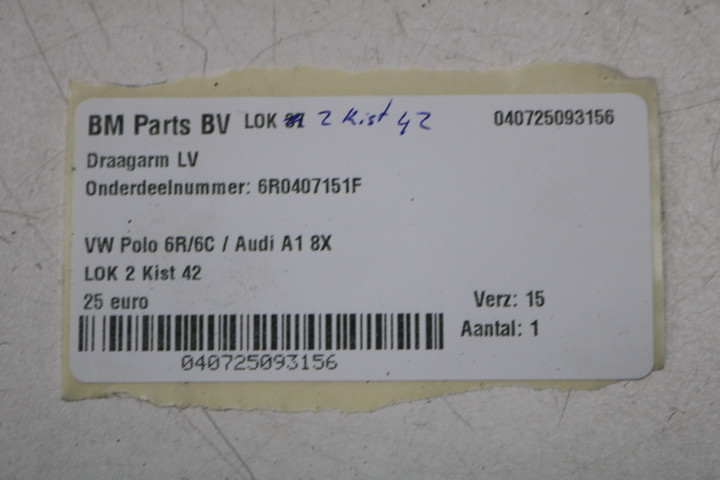 BM Parts BV LOK 2 Kist 42 040725093156
Draagarm LV
Onderdeelnummer: 6R0407151F
VW Polo 6R/6C / Audi A1 8X
LOK 2 Kist 42
25 euro Verz: 15
Aantal: 1
040725093156